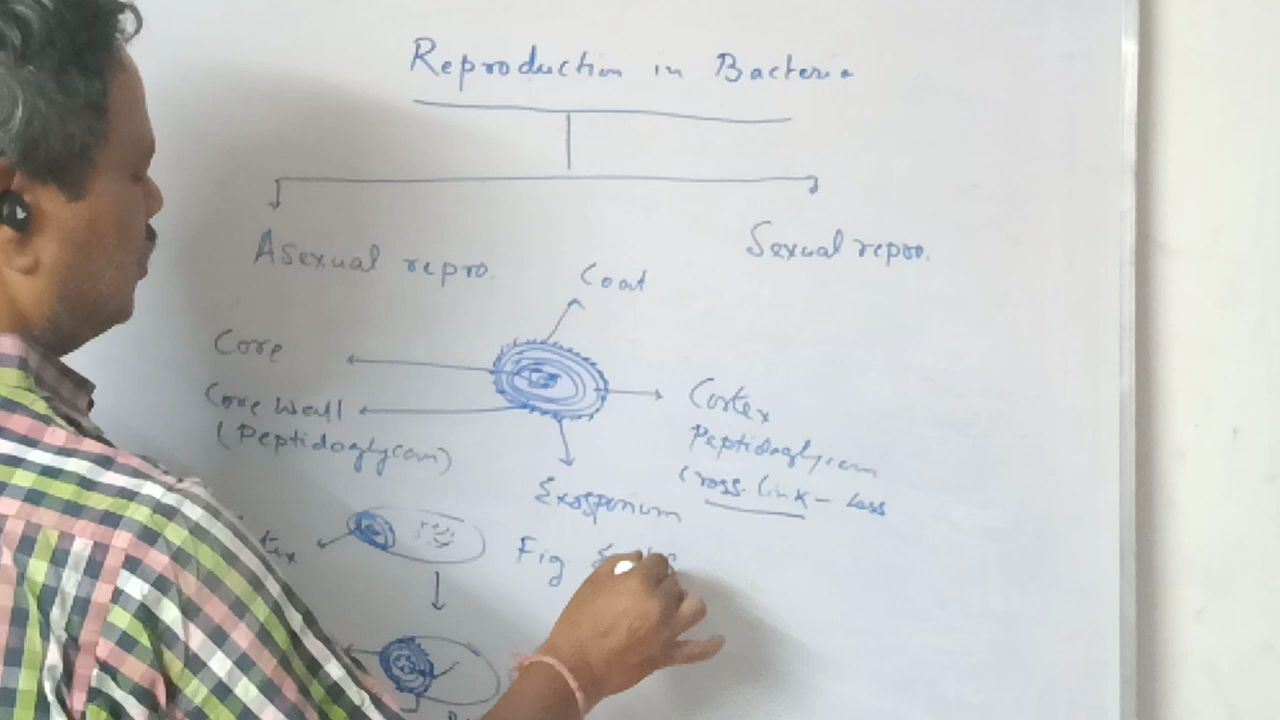 Reproduction in Bacteria
Asexual repro.
Sexual repro.
Coat
Core
Core Wall
(Peptidoglycan)
Cortex
Peptidoglycan
Cross link - less
Exosporium
Fig